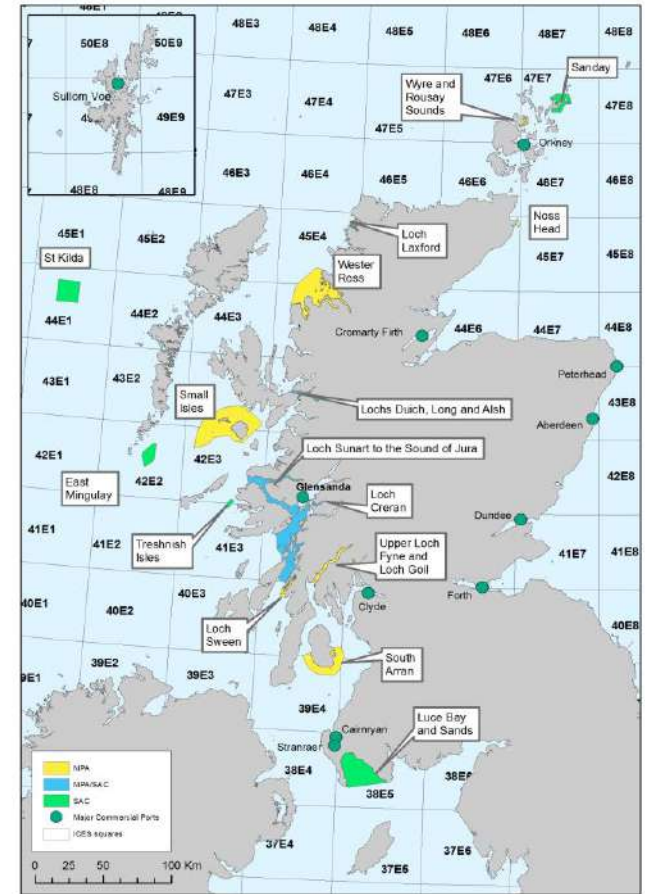 48E3
48E4
48E5
48E6
48E7
48E8
50E8
50E9
Sullom Voe
49E9
48E8
48E9
47E3
47E4
47E5
47E6
47E7
47E8
Wyre and
Rousay
Sounds
Sanday
Orkney
46E3
46E4
46E5
46E6
46E7
46E8
45E1
45E2
45E4
45E7
45E8
Loch
Laxford
Noss
Head
St Kilda
Wester
Ross
44E1
44E2
44E3
Cromarty Firth
44E6
44E7
44E8
43E1
43E2
Peterhead
43E8
Small
Isles
Lochs Duich, Long and Alsh
Aberdeen
42E1
42E2
42E3
Loch Sunart to the Sound of Jura
42E8
East
Mingulay
Glensanda
Loch
Creran
Dundee
41E1
41E2
41E3
Treshnish
Isles
Upper Loch
Fyne and
Loch Goil
41E7
41E8
40E1
40E2
40E3
Clyde
Forth
40E8
Loch
Sween
39E1
39E2
39E3
South
Arran
39E4
Luce Bay
and Sands
Cairnryan
Stranraer
38E4
38E5
38E6
37E4
37E5
37E6
MPA
MPA/SAC
SAC
Major Commercial Ports
ICES squares
0 25 50 100 Km